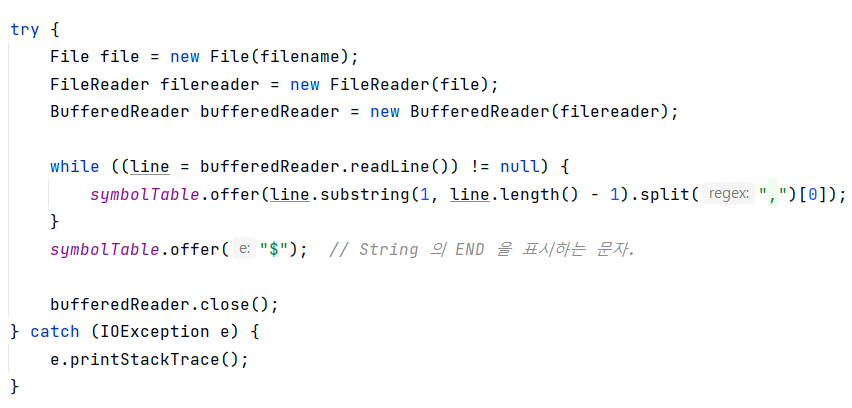 try {
    File file = new File(filename);
    FileReader filereader = new FileReader(file);
    BufferedReader bufferedReader = new BufferedReader(filereader);

    while ((line = bufferedReader.readLine()) != null) {
        symbolTable.offer(line.substring(1, line.length() - 1).split( regex: ",")[0]);
    }
    symbolTable.offer( e: "$");  // String 의 END 을 표시하는 문자.

    bufferedReader.close();
} catch (IOException e) {
    e.printStackTrace();
}